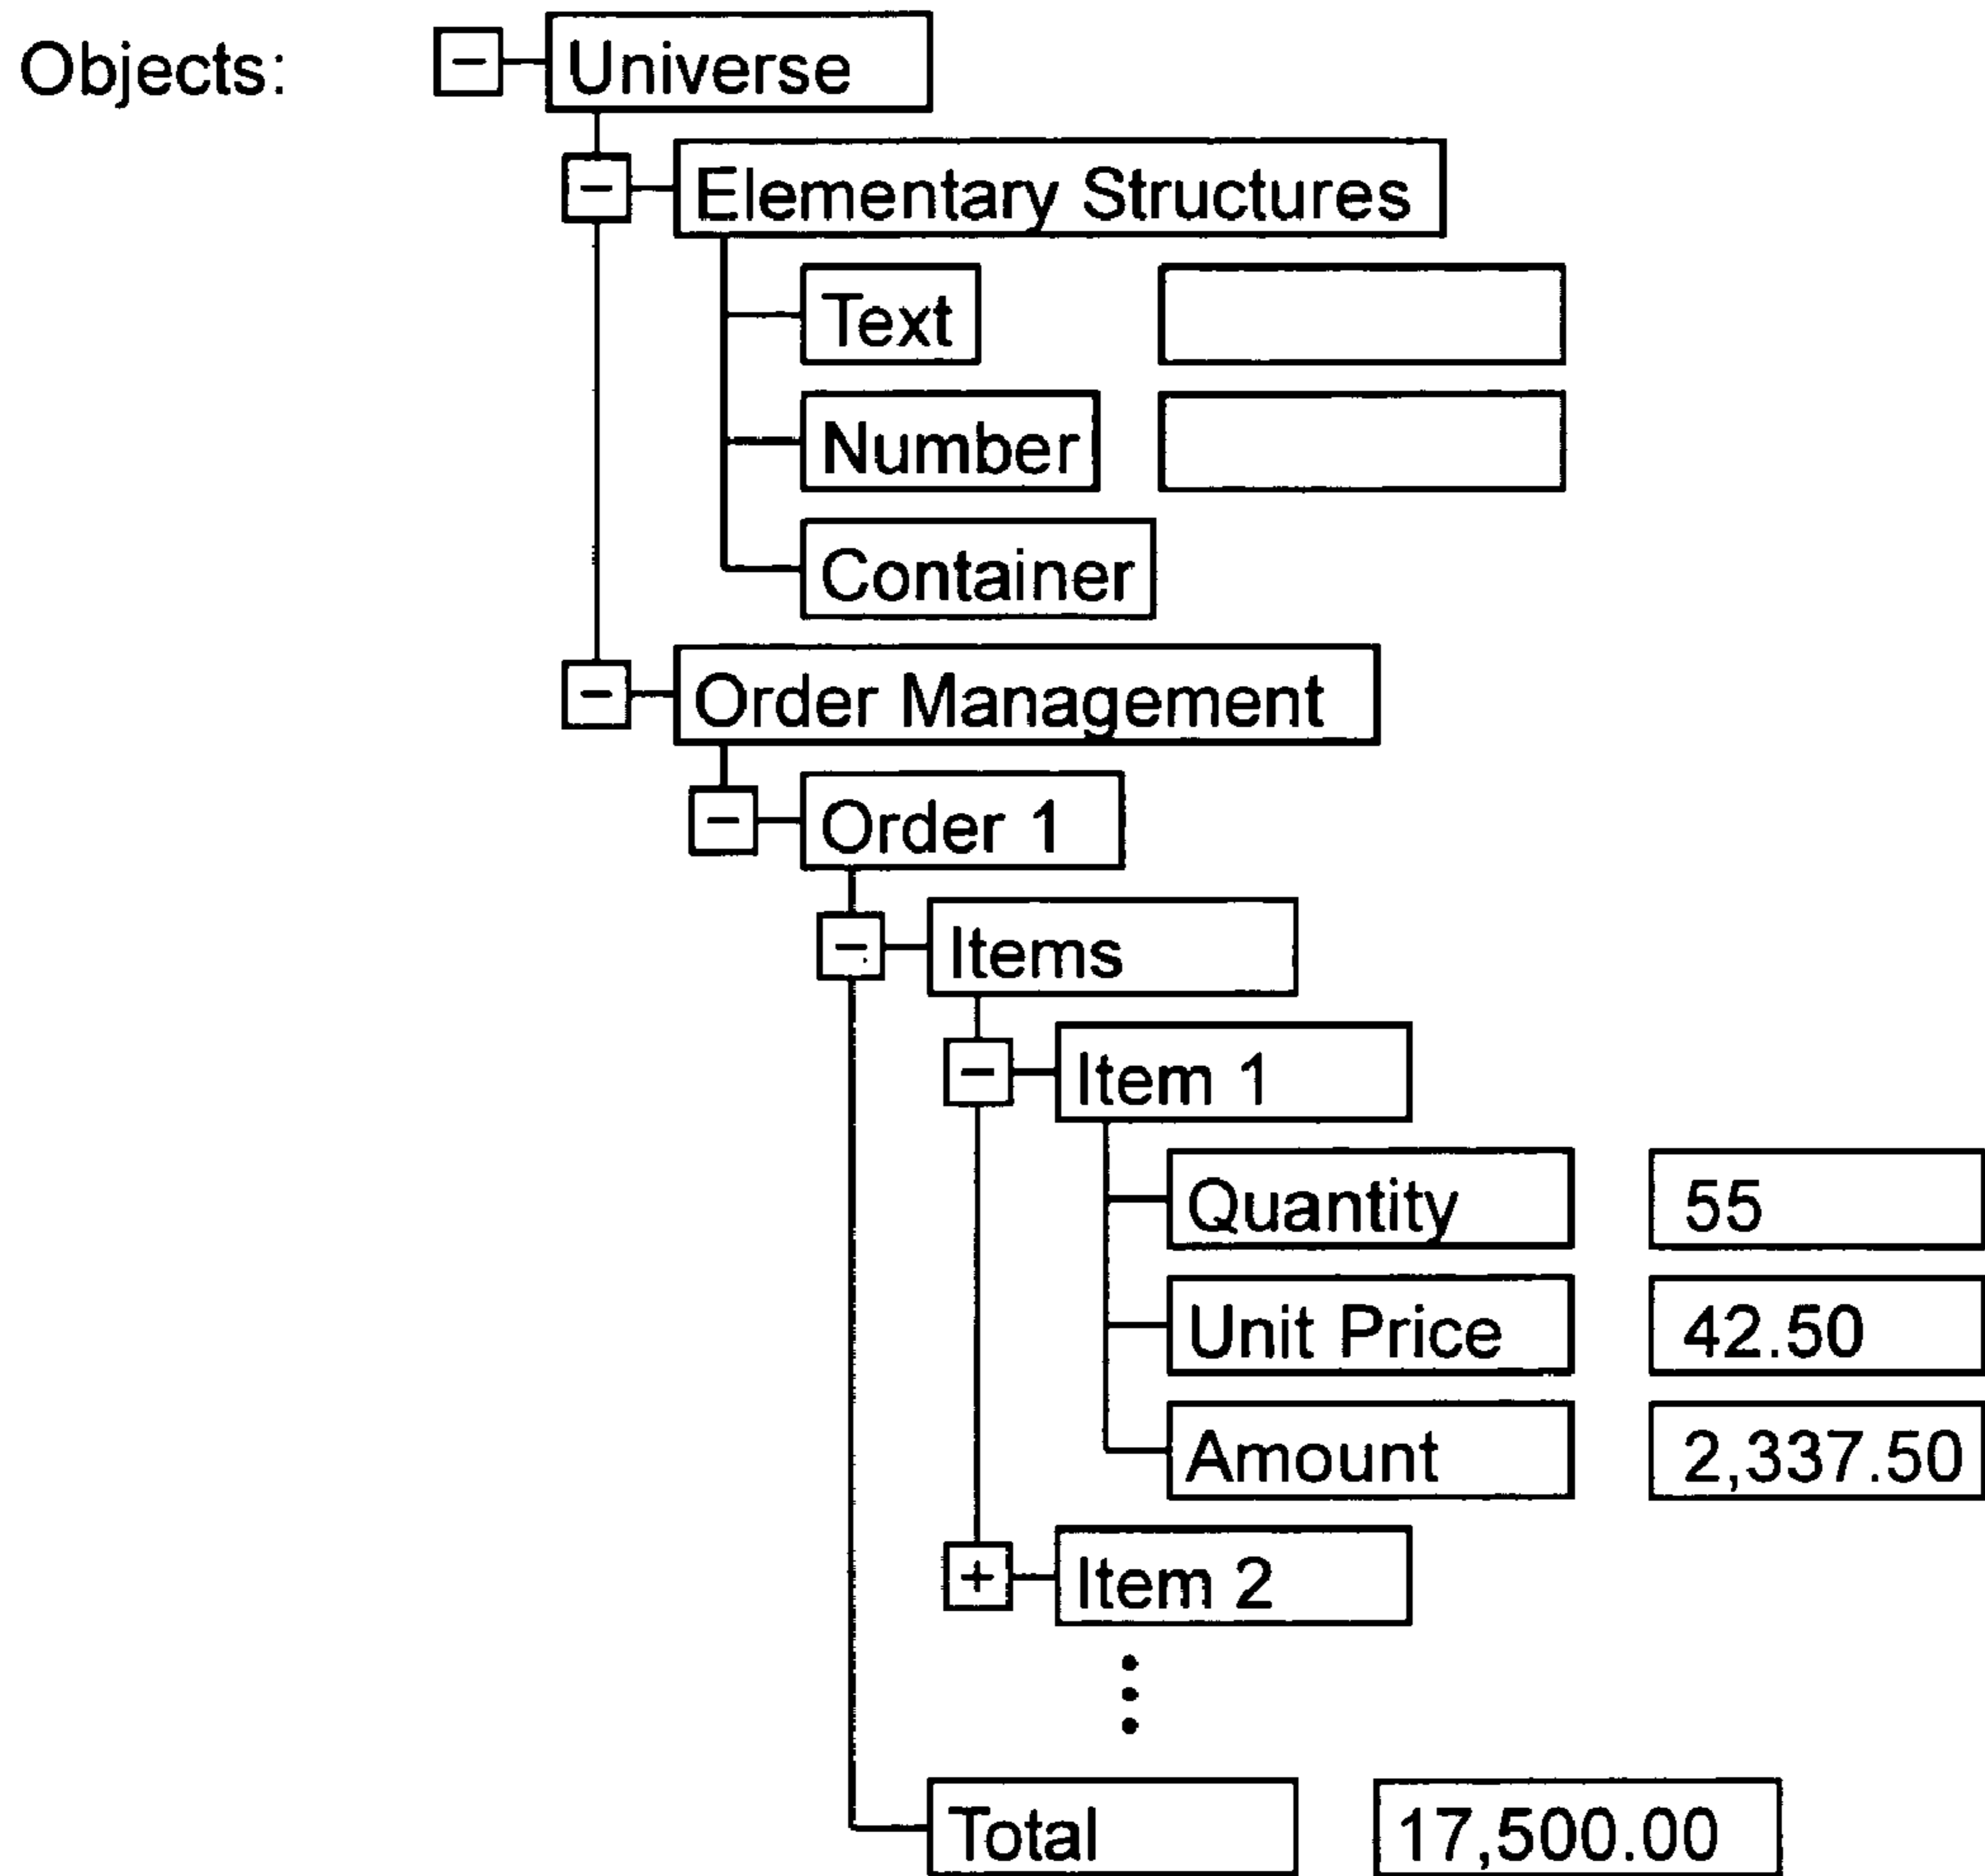 Objects: Universe
Elementary Structures
Text
Number
Container
Order Management
Order 1
Items
Item 1
Quantity 55
Unit Price 42.50
Amount 2,337.50
Item 2
Total 17,500.00